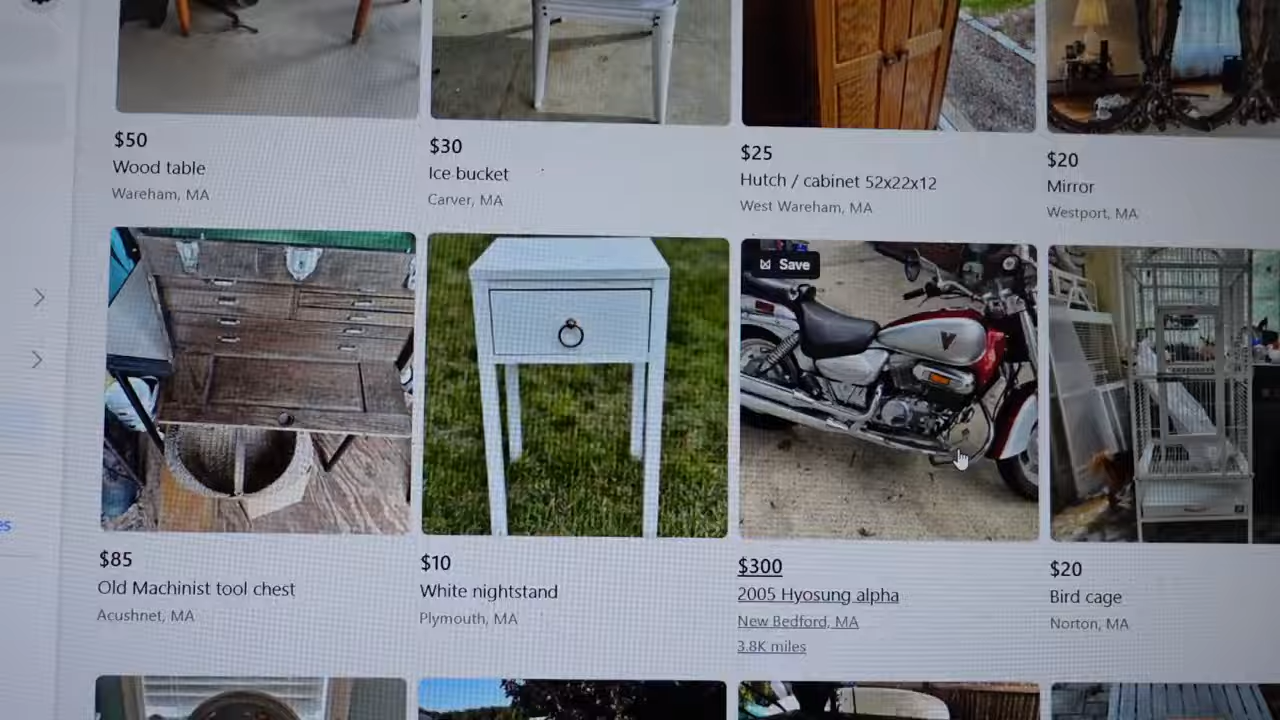 $50
Wood table
Wareham, MA
$30
Ice bucket
Carver, MA
$25
Hutch / cabinet 52x22x12
West Wareham, MA
$20
Mirror
Westport, MA
Save
es
$85
Old Machinist tool chest
Acushnet, MA
$10
White nightstand
Plymouth, MA
$300
2005 Hyosung alpha
New Bedford, MA
3.8K miles
$20
Bird cage
Norton, MA